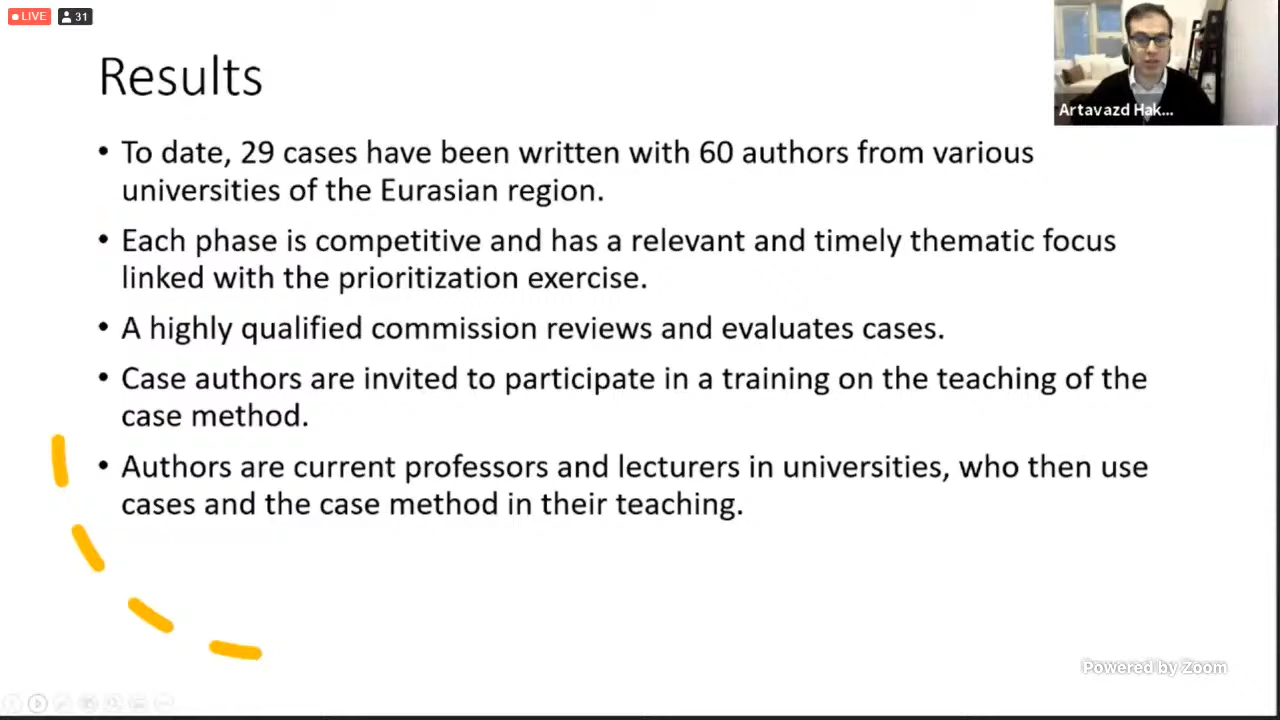 LIVE 31
Results
Artavazd Hak...
• To date, 29 cases have been written with 60 authors from various
universities of the Eurasian region.
• Each phase is competitive and has a relevant and timely thematic focus
linked with the prioritization exercise.
• A highly qualified commission reviews and evaluates cases.
• Case authors are invited to participate in a training on the teaching of the
case method.
• Authors are current professors and lecturers in universities, who then use
cases and the case method in their teaching.
Powered by Zoom